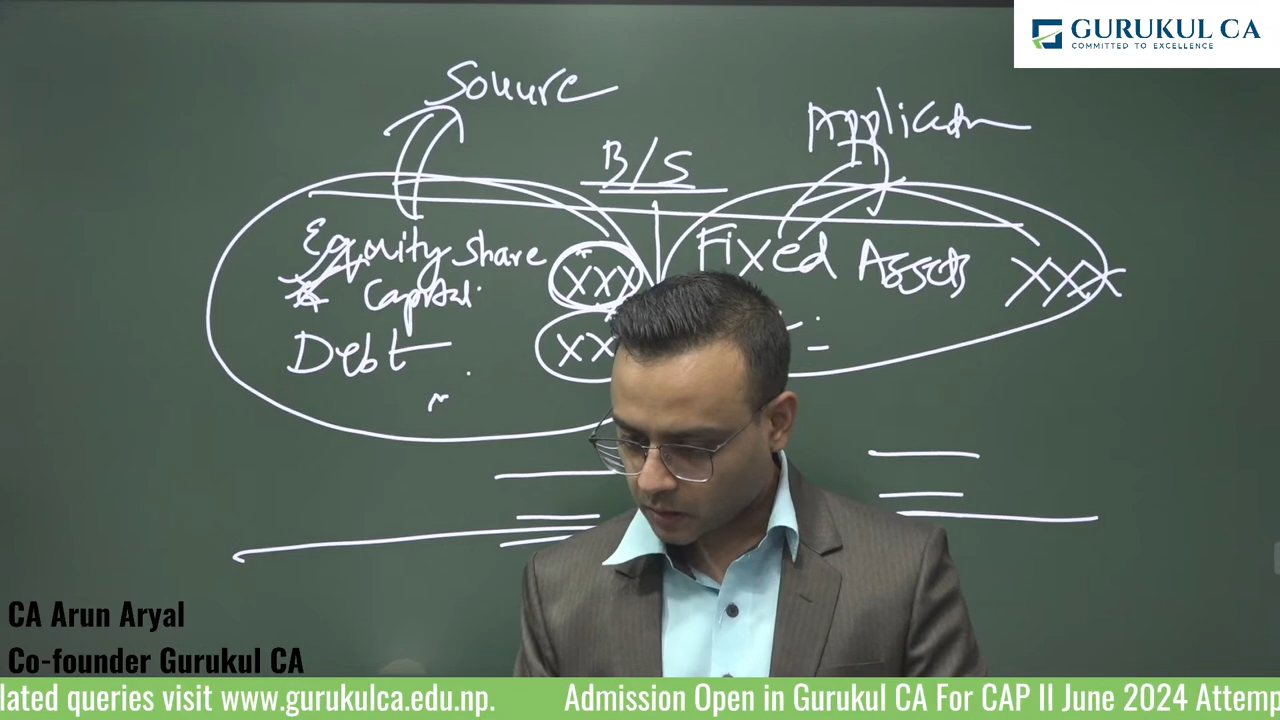 GURUKUL CA
COMMITTED TO EXCELLENCE
Source
Application
B/S
Equity Share XXX
Capital
Debt XX
Fixed Assets XXX
CA Arun Aryal
Co-founder Gurukul CA
lated queries visit www.gurukulca.edu.np. Admission Open in Gurukul CA For CAP II June 2024 Attemp